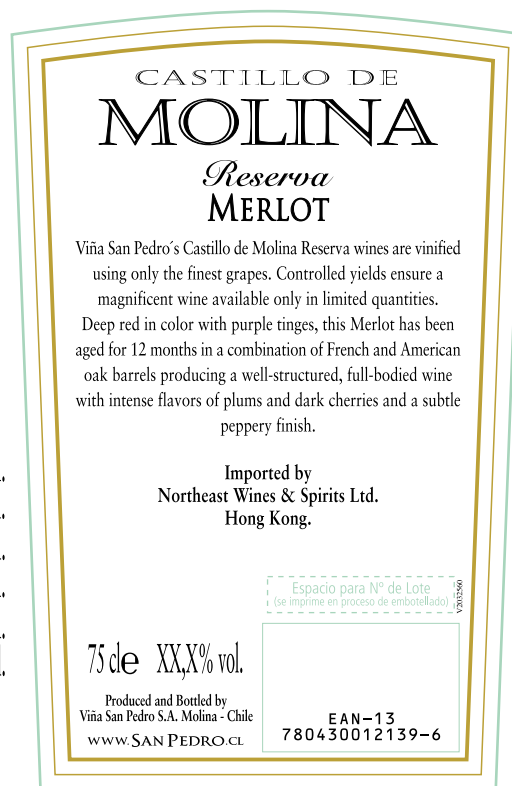 CASTILLO DE
MOLINA
Reserva
MERLOT
Viña San Pedro´s Castillo de Molina Reserva wines are vinified
using only the finest grapes. Controlled yields ensure a
magnificent wine available only in limited quantities.
Deep red in color with purple tinges, this Merlot has been
aged for 12 months in a combination of French and American
oak barrels producing a well-structured, full-bodied wine
with intense flavors of plums and dark cherries and a subtle
peppery finish.
Imported by
Northeast Wines & Spirits Ltd.
Hong Kong.
Espacio para Nº de Lote
(se imprime en proceso de embotellado)
V2032560
75 cl e XX,X% vol.
Produced and Bottled by
Viña San Pedro S.A. Molina - Chile
WWW.SAN PEDRO.CL
EAN-13
780430012139-6